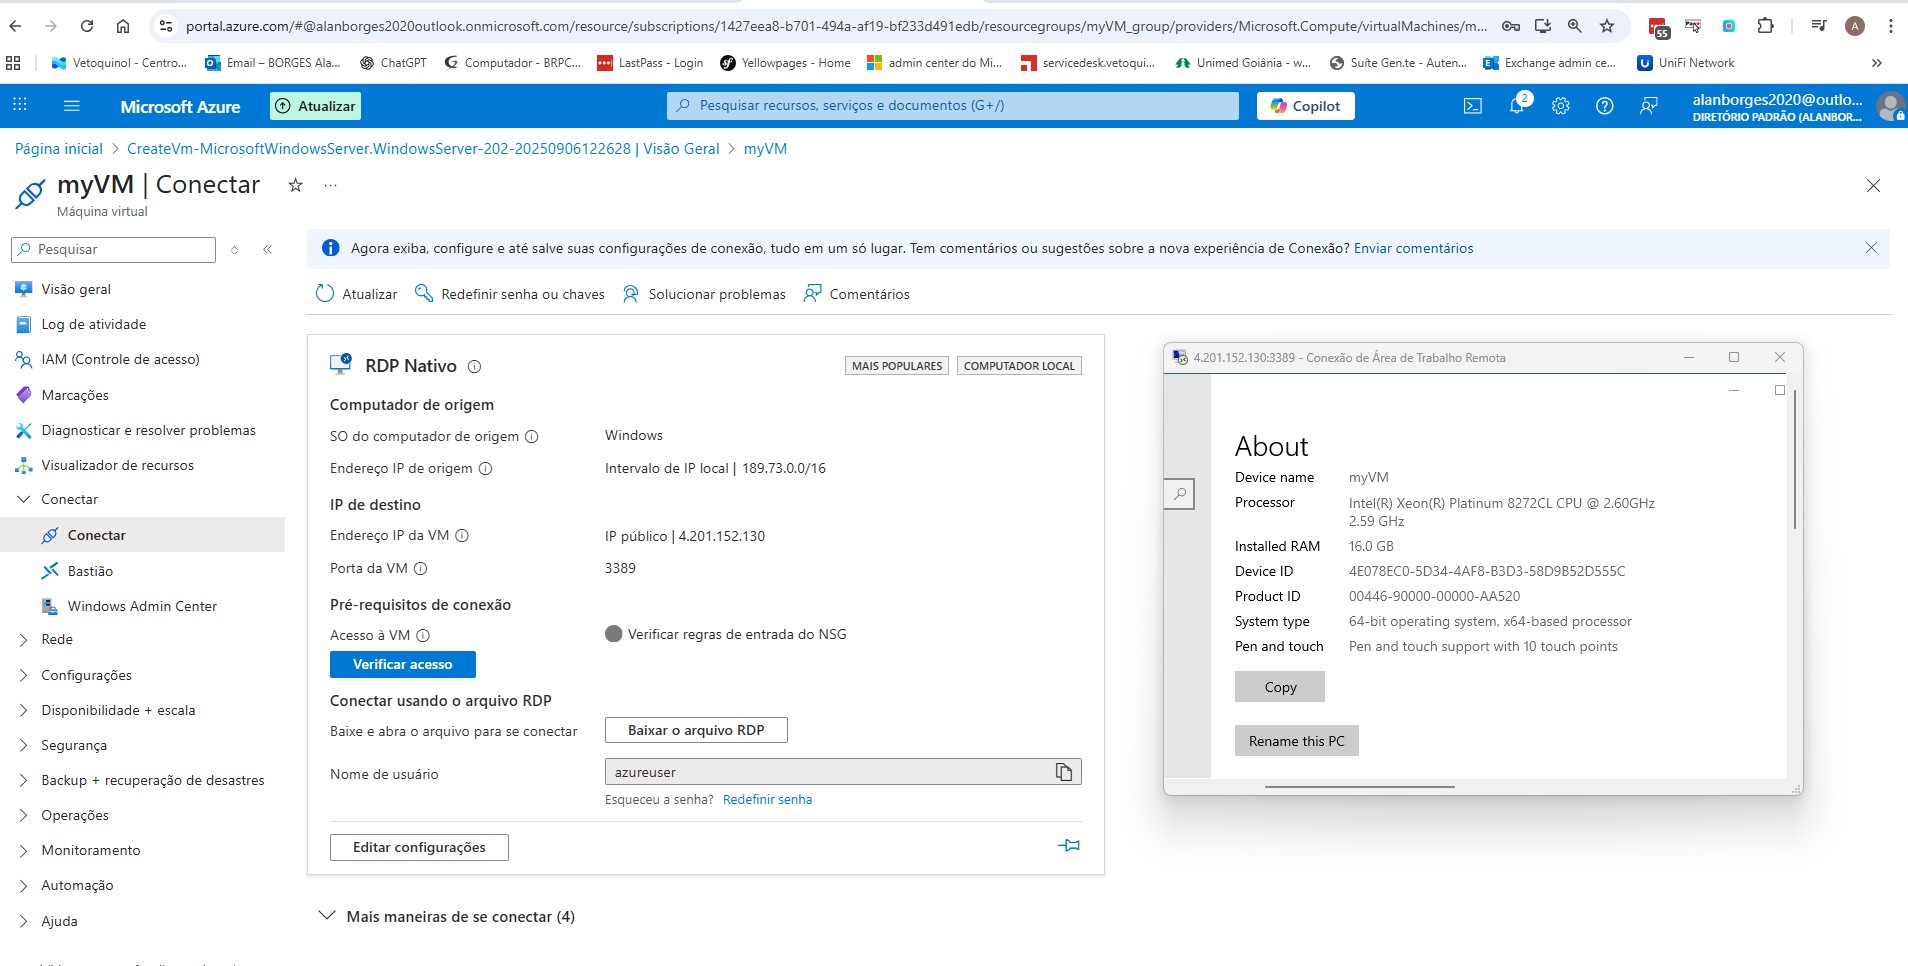 portal.azure.com/#@alanborges2020outlook.onmicrosoft.com/resource/subscriptions/1427eea8-b701-494a-af19-bf233d491edb/resourcegroups/myVM_group/providers/Microsoft.Compute/virtualMachines/m...
55
A
Vetoquinol - Centro...
Email – BORGES Ala...
ChatGPT
Computador - BRPC...
LastPass - Login
Yellowpages - Home
admin center do Mi...
servicedesk.vetoqui...
Unimed Goiânia - w...
Suíte Gen.te - Auten...
Exchange admin ce...
UniFi Network
Microsoft Azure
Atualizar
Pesquisar recursos, serviços e documentos (G+/)
Copilot
2
alanborges2020@outlo...
DIRETÓRIO PADRÃO (ALANBOR...
Página inicial > CreateVm-MicrosoftWindowsServer.WindowsServer-202-20250906122628 | Visão Geral > myVM
myVM | Conectar
Máquina virtual
Pesquisar
Visão geral
Log de atividade
IAM (Controle de acesso)
Marcações
Diagnosticar e resolver problemas
Visualizador de recursos
Conectar
Conectar
Bastião
Windows Admin Center
Rede
Configurações
Disponibilidade + escala
Segurança
Backup + recuperação de desastres
Operações
Monitoramento
Automação
Ajuda
Agora exiba, configure e até salve suas configurações de conexão, tudo em um só lugar. Tem comentários ou sugestões sobre a nova experiência de Conexão? Enviar comentários
Atualizar
Redefinir senha ou chaves
Solucionar problemas
Comentários
RDP Nativo
MAIS POPULARES
COMPUTADOR LOCAL
Computador de origem
SO do computador de origem
Windows
Endereço IP de origem
Intervalo de IP local | 189.73.0.0/16
IP de destino
Endereço IP da VM
IP público | 4.201.152.130
Porta da VM
3389
Pré-requisitos de conexão
Acesso à VM
Verificar regras de entrada do NSG
Verificar acesso
Conectar usando o arquivo RDP
Baixe e abra o arquivo para se conectar
Baixar o arquivo RDP
Nome de usuário
azureuser
Esqueceu a senha? Redefinir senha
Editar configurações
Mais maneiras de se conectar (4)
4.201.152.130:3389 - Conexão de Área de Trabalho Remota
About
Device name
myVM
Processor
Intel(R) Xeon(R) Platinum 8272CL CPU @ 2.60GHz
2.59 GHz
Installed RAM
16.0 GB
Device ID
4E078EC0-5D34-4AF8-B3D3-58D9B52D555C
Product ID
00446-90000-00000-AA520
System type
64-bit operating system, x64-based processor
Pen and touch
Pen and touch support with 10 touch points
Copy
Rename this PC